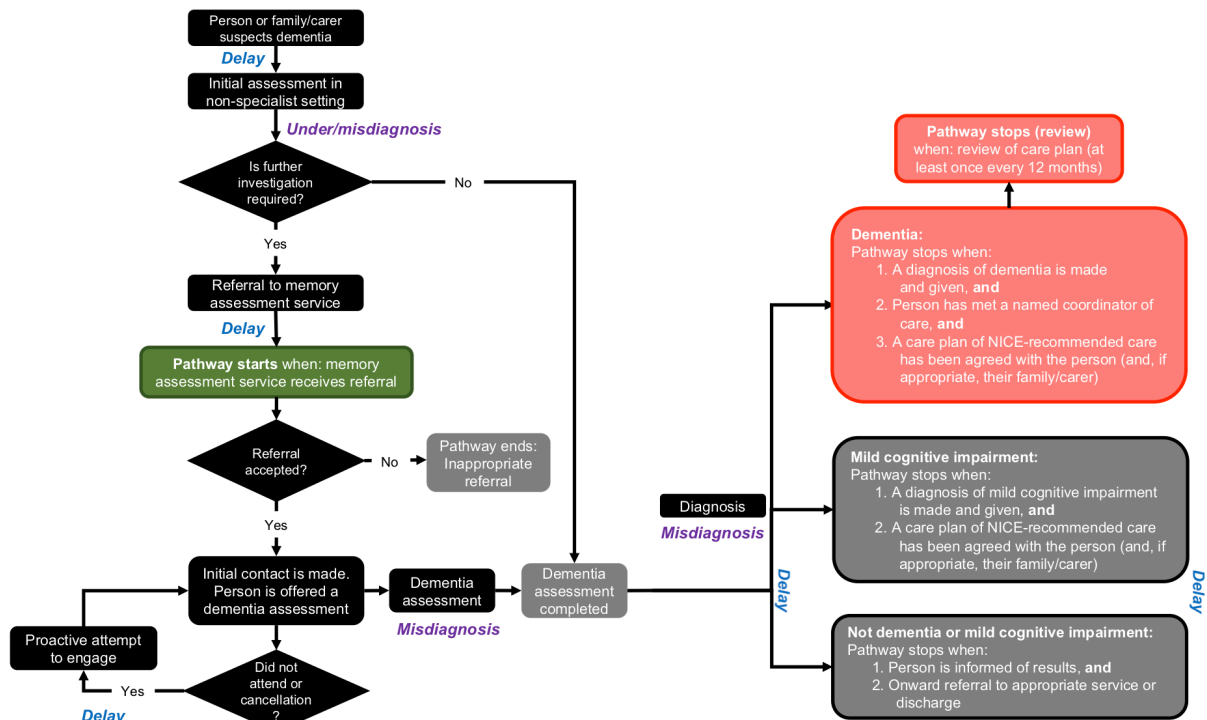 Person or family/carer
suspects dementia
Delay
Initial assessment in
non-specialist setting
Under/misdiagnosis
Is further
investigation
required?
No
Yes
Referral to memory
assessment service
Delay
Pathway starts when: memory
assessment service receives referral
Referral
accepted?
No
Pathway ends:
Inappropriate
referral
Yes
Initial contact is made.
Person is offered a
dementia assessment
Dementia
assessment
Misdiagnosis
Dementia
assessment
completed
Proactive attempt
to engage
Did not
attend or
cancellation
?
Yes
Delay
Diagnosis
Misdiagnosis
Delay
Pathway stops (review)
when: review of care plan (at
least once every 12 months)
Dementia:
Pathway stops when:
1. A diagnosis of dementia is made
and given, and
2. Person has met a named coordinator of
care, and
3. A care plan of NICE-recommended care
has been agreed with the person (and, if
appropriate, their family/carer)
Mild cognitive impairment:
Pathway stops when:
1. A diagnosis of mild cognitive impairment
is made and given, and
2. A care plan of NICE-recommended care
has been agreed with the person (and, if
appropriate, their family/carer)
Delay
Not dementia or mild cognitive impairment:
Pathway stops when:
1. Person is informed of results, and
2. Onward referral to appropriate service or
discharge